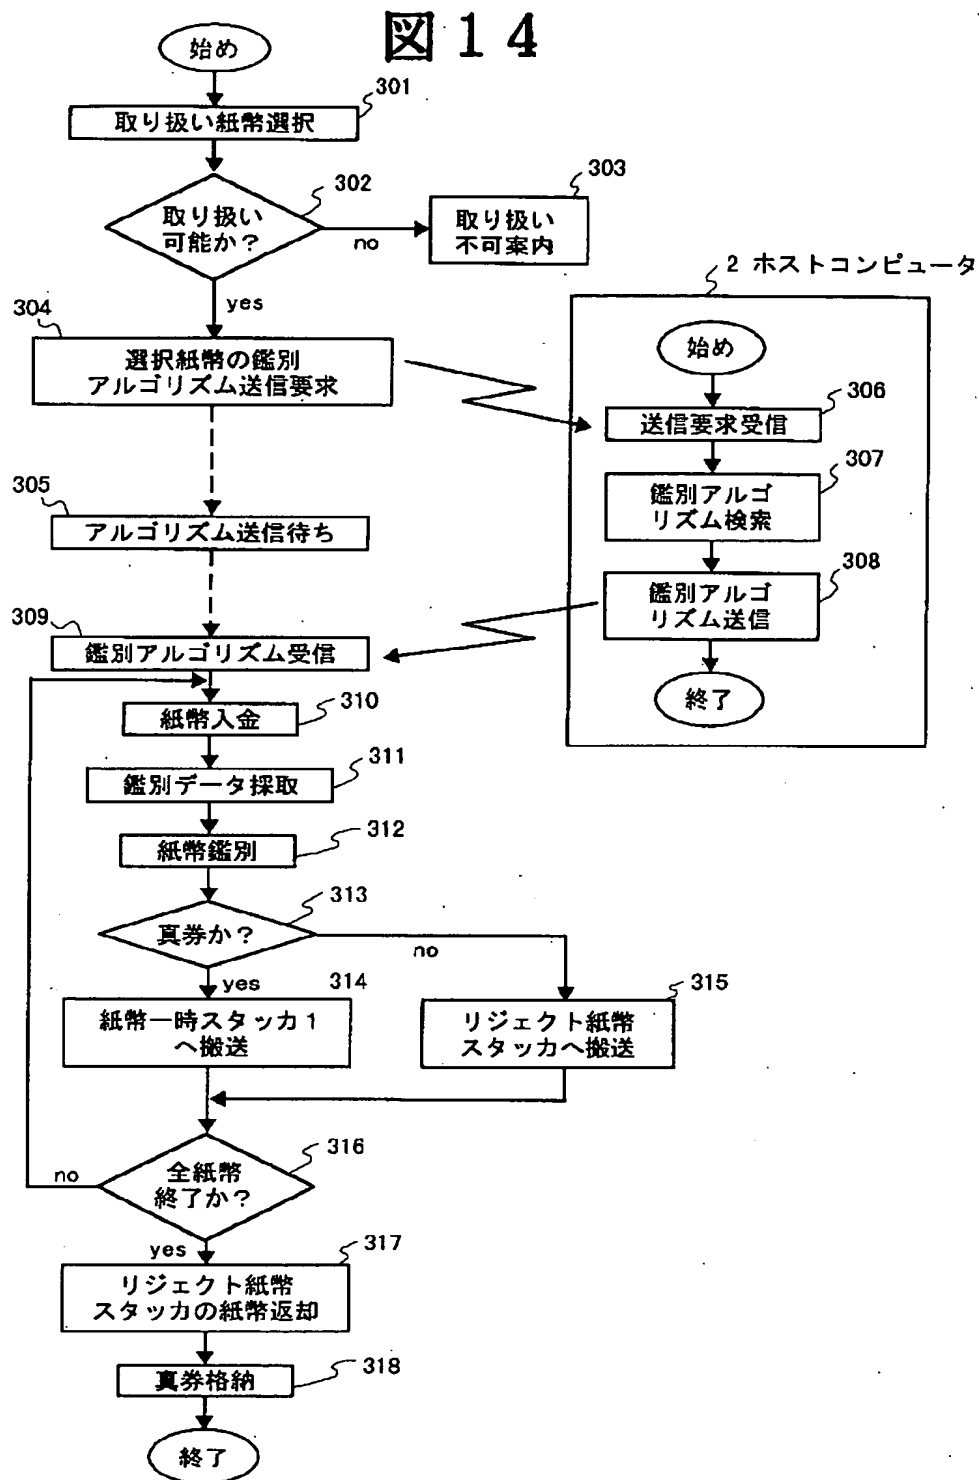 図14
始め
301
取り扱い紙幣選択
302
取り扱い
可能か？
no
303
取り扱い
不可案内
yes
304
選択紙幣の鑑別
アルゴリズム送信要求
2 ホストコンピュータ
始め
306
送信要求受信
307
鑑別アルゴ
リズム検索
308
鑑別アルゴ
リズム送信
終了
305
アルゴリズム送信待ち
309
鑑別アルゴリズム受信
310
紙幣入金
311
鑑別データ採取
312
紙幣鑑別
313
真券か？
no
yes
314
紙幣一時スタッカ1
へ搬送
315
リジェクト紙幣
スタッカへ搬送
316
全紙幣
終了か？
no
yes
317
リジェクト紙幣
スタッカの紙幣返却
318
真券格納
終了